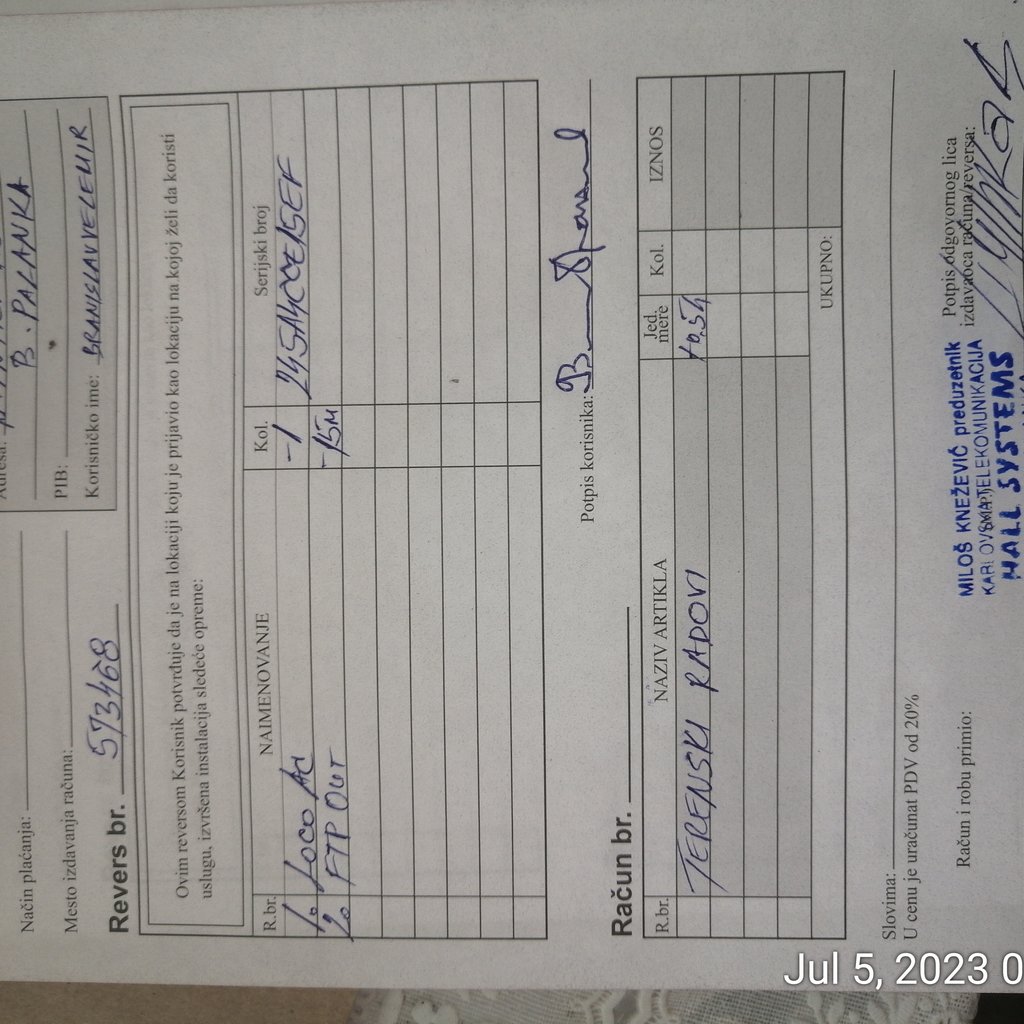 Adresa:
B. PALANKA
PIB:
Korisničko ime: BRANISLAVVELEMIR
Način plaćanja:
Mesto izdavanja računa:
Revers br. 573468
Ovim reversom Korisnik potvrđuje da je na lokaciji koju je prijavio kao lokaciju na kojoj želi da koristi
uslugu, izvršena instalacija sledeće opreme:
R.br. NAIMENOVANJE Kol. Serijski broj
1. LOCO AC -1
2. FTP OUT -15M
Potpis korisnika:
Račun br.
R.br. NAZIV ARTIKLA Jed. mere Kol. IZNOS
TERENSKI RADOVI
UKUPNO:
Slovima:
U cenu je uračunat PDV od 20%
Račun i robu primio:
MILOŠ KNEŽEVIĆ preduzetnik
TELEKOMUNIKACIJA
HALL SYSTEMS
Potpis odgovornog lica
izdavaoca računa/reversa:
Jul 5, 2023